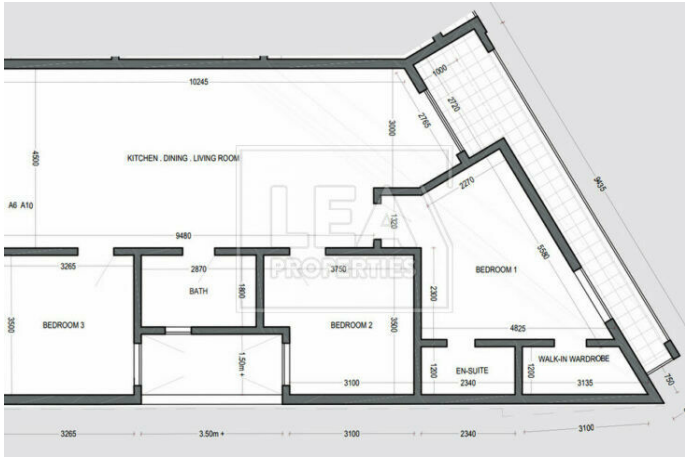 1000
10245
2720
2765
3000
4500
KITCHEN . DINING . LIVING ROOM
LEA
PROPERTIES
2270
9435
A6 A10
1320
9480
5580
3265
2870
3750
BEDROOM 1
BATH
1800
2300
BEDROOM 3
BEDROOM 2
3500
3500
4825
1.50m +
EN-SUITE
WALK-IN WARDROBE
1200
2340
1200
3135
3100
750
3265
3.50m +
3100
2340
3100